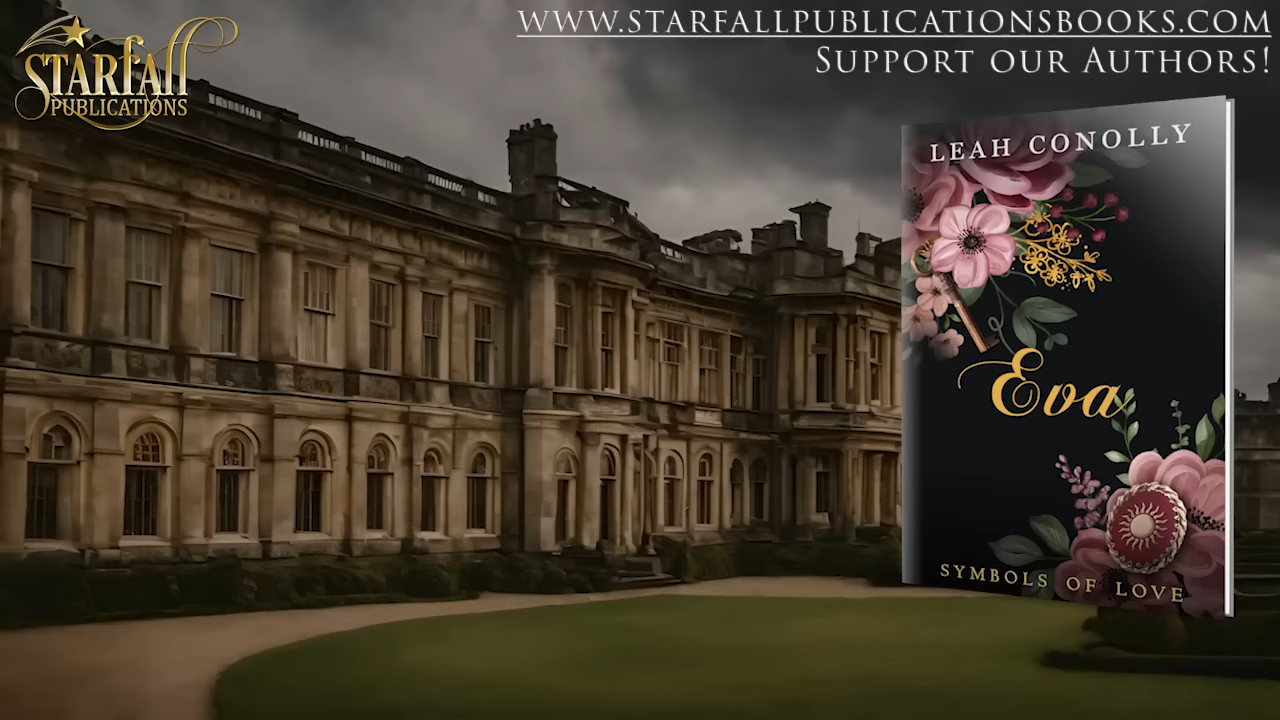 STARfall
PUBLICATIONS
WWW.STARFALLPUBLICATIONSBOOKS.COM
SUPPORT OUR AUTHORS!
LEAH CONOLLY
Eva
SYMBOLS OF LOVE